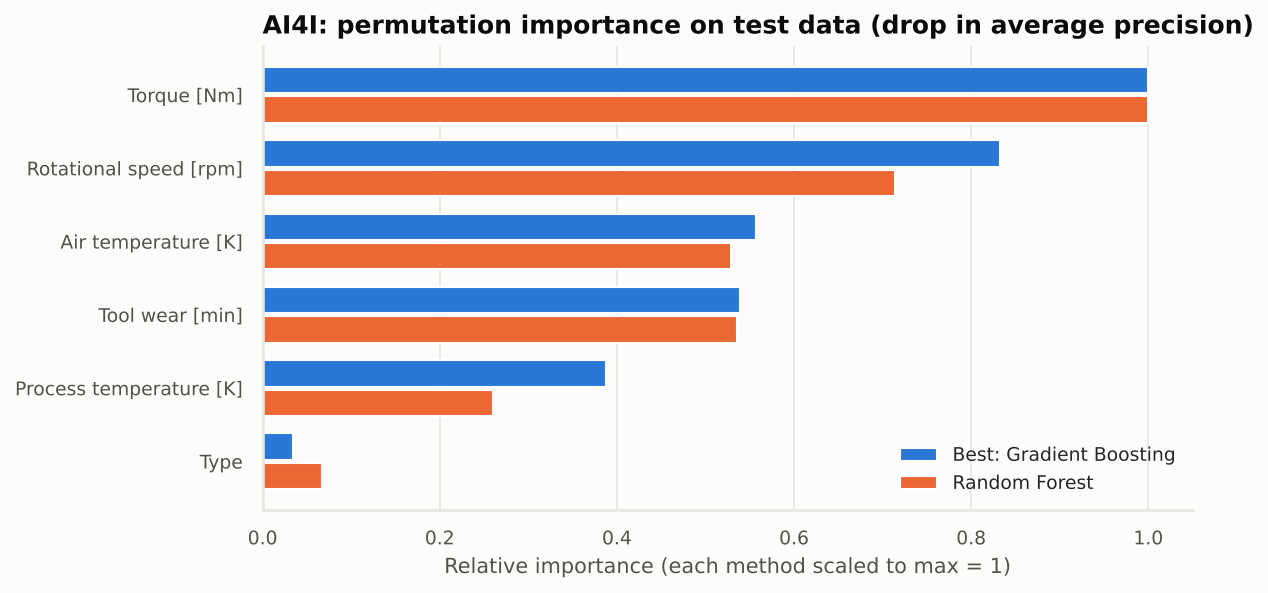 AI4I: permutation importance on test data (drop in average precision)
Torque [Nm]
Rotational speed [rpm]
Air temperature [K]
Tool wear [min]
Process temperature [K]
Type
Best: Gradient Boosting
Random Forest
0.0 0.2 0.4 0.6 0.8 1.0
Relative importance (each method scaled to max = 1)